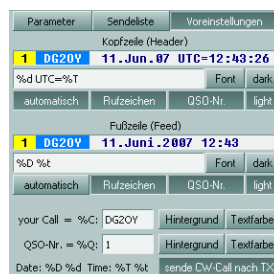 Parameter Sendeliste Voreinstellungen
Kopfzeile (Header)
1 DG2OY 11.Jun.07 UTC=12:43:26
%d UTC=%T Font dark
automatisch Rufzeichen QSO-Nr. light
Fußzeile (Feed)
1 DG2OY 11.Juni.2007 12:43
%D %t Font dark
automatisch Rufzeichen QSO-Nr. light
your Call = %C: DG2OY Hintergrund Textfarbe
QSO-Nr. = %Q: 1 Hintergrund Textfarbe
Date: %D %d Time: %T %t sende CW-Call nach TX